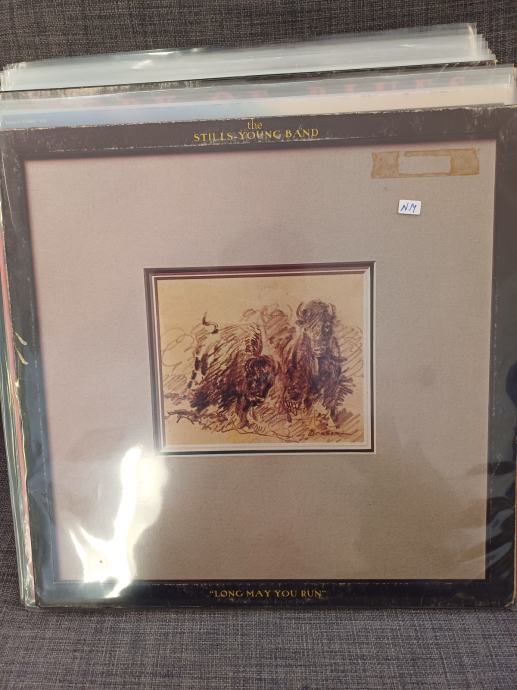 the
STILLS-YOUNG BAND
NM
"LONG MAY YOU RUN"